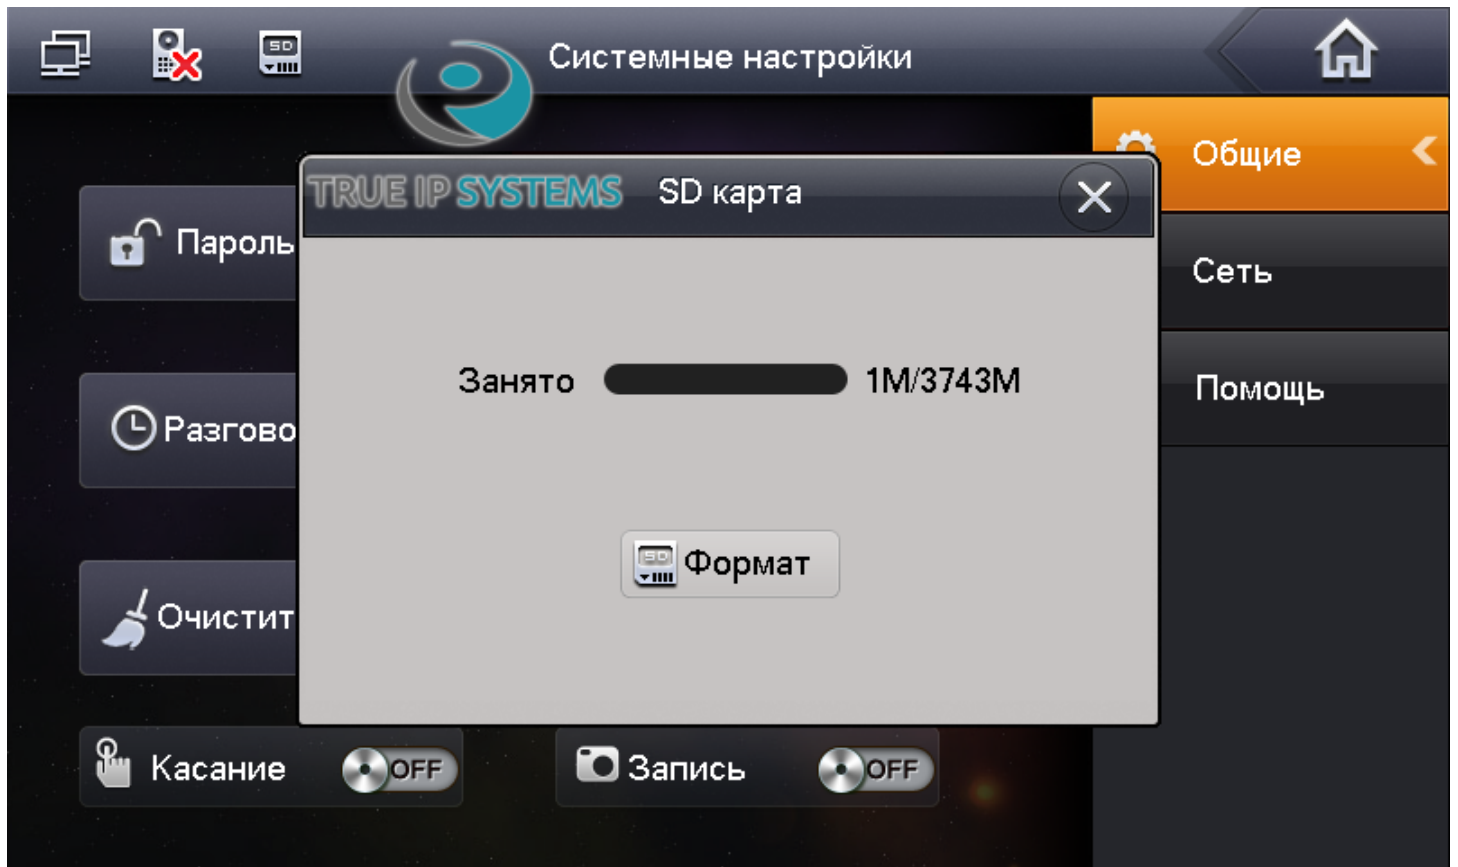 SD
Системные настройки
Общие
TRUE IP SYSTEMS
SD карта
Пароль
Сеть
Занято
1M/3743M
Помощь
Разгово
SD
Формат
Очистит
Касание
OFF
Запись
OFF